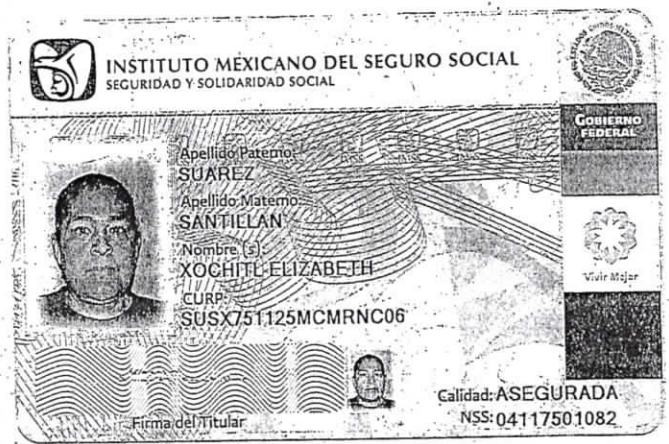 INSTITUTO MEXICANO DEL SEGURO SOCIAL
SEGURIDAD Y SOLIDARIDAD SOCIAL
GOBIERNO
FEDERAL
Apellido Paterno:
SUAREZ
Apellido Materno:
SANTILLAN
Nombre (s):
XOCHITL ELIZABETH
CURP:
SUSX751125MCMRNC06
Vivir Mejor
Firma del Titular
Calidad: ASEGURADA
NSS: 04117501082